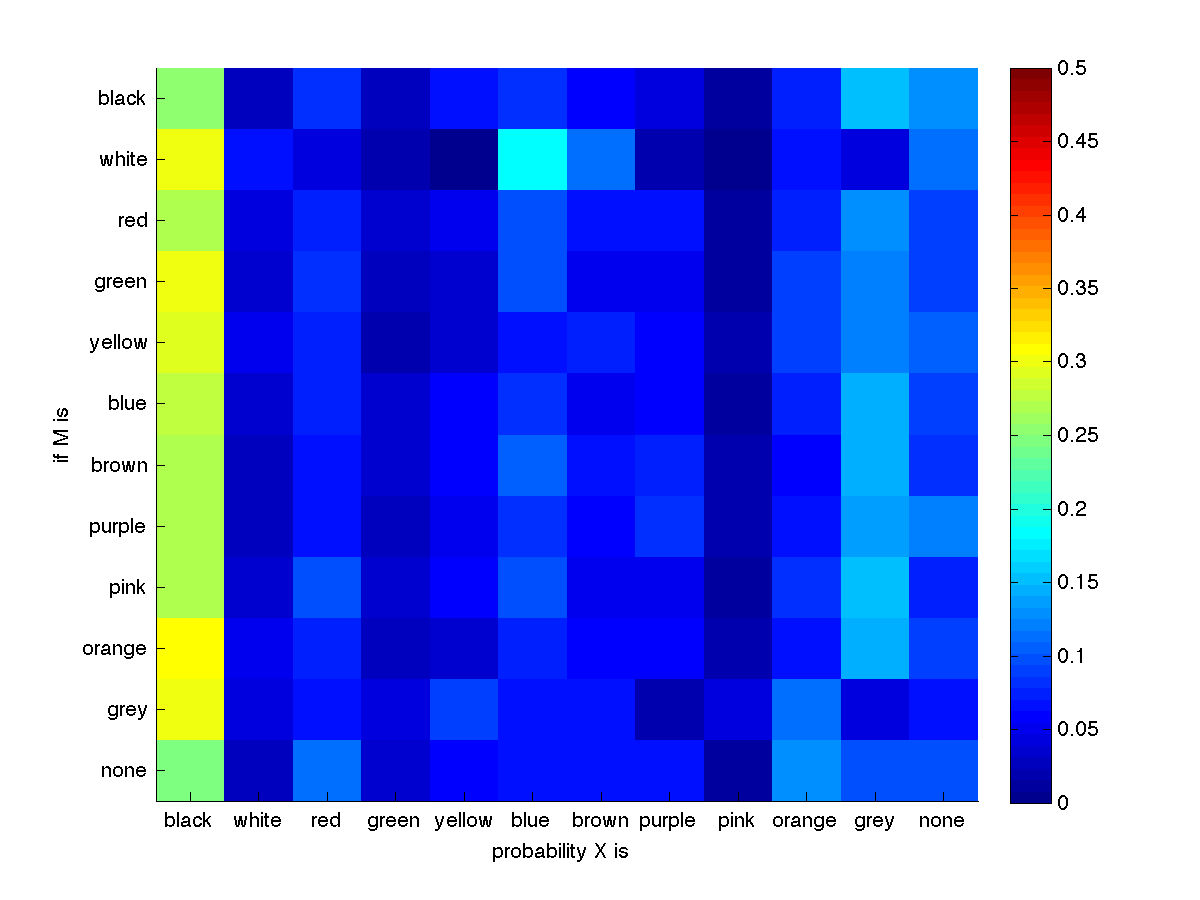 black
white
red
green
yellow
blue
brown
purple
pink
orange
grey
none
if M is
black white red green yellow blue brown purple pink orange grey none
probability X is
0.5
0.45
0.4
0.35
0.3
0.25
0.2
0.15
0.1
0.05
0